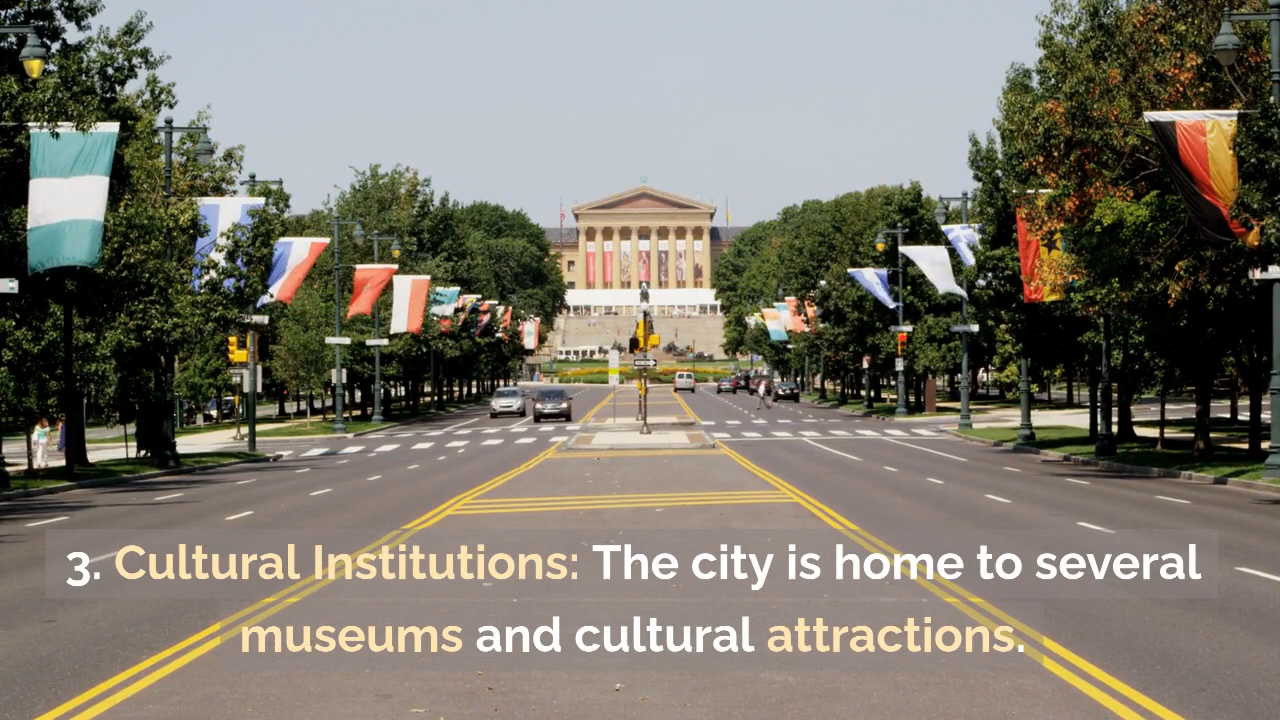 3. Cultural Institutions: The city is home to several
museums and cultural attractions.